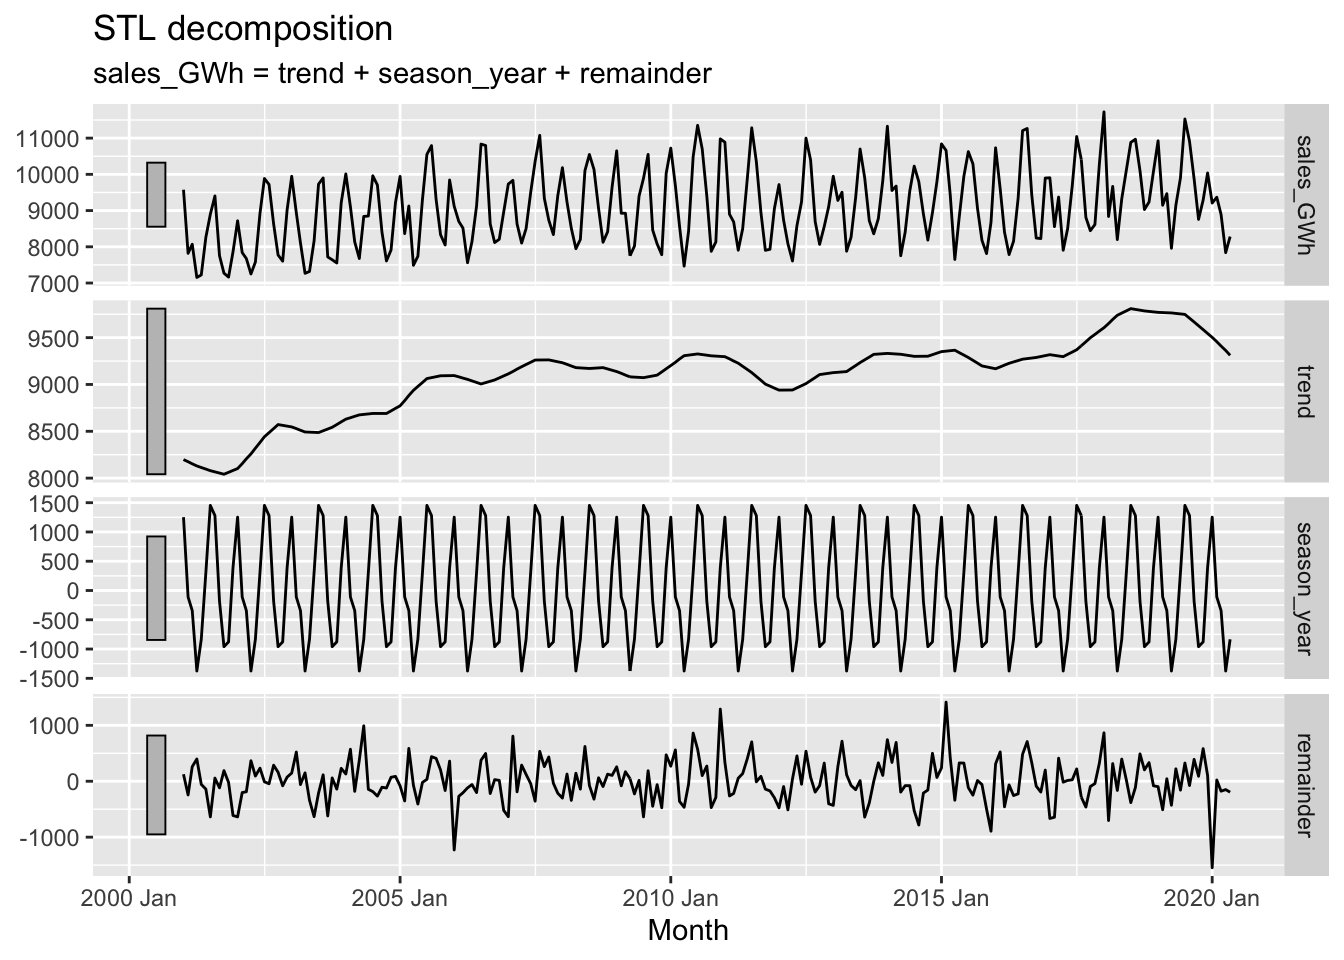 STL decomposition
sales_GWh = trend + season_year + remainder
11000
10000
9000
8000
7000
sales_GWh
9500
9000
8500
8000
trend
1500
1000
500
0
-500
-1000
-1500
season_year
1000
0
-1000
remainder
2000 Jan
2005 Jan
2010 Jan
2015 Jan
2020 Jan
Month